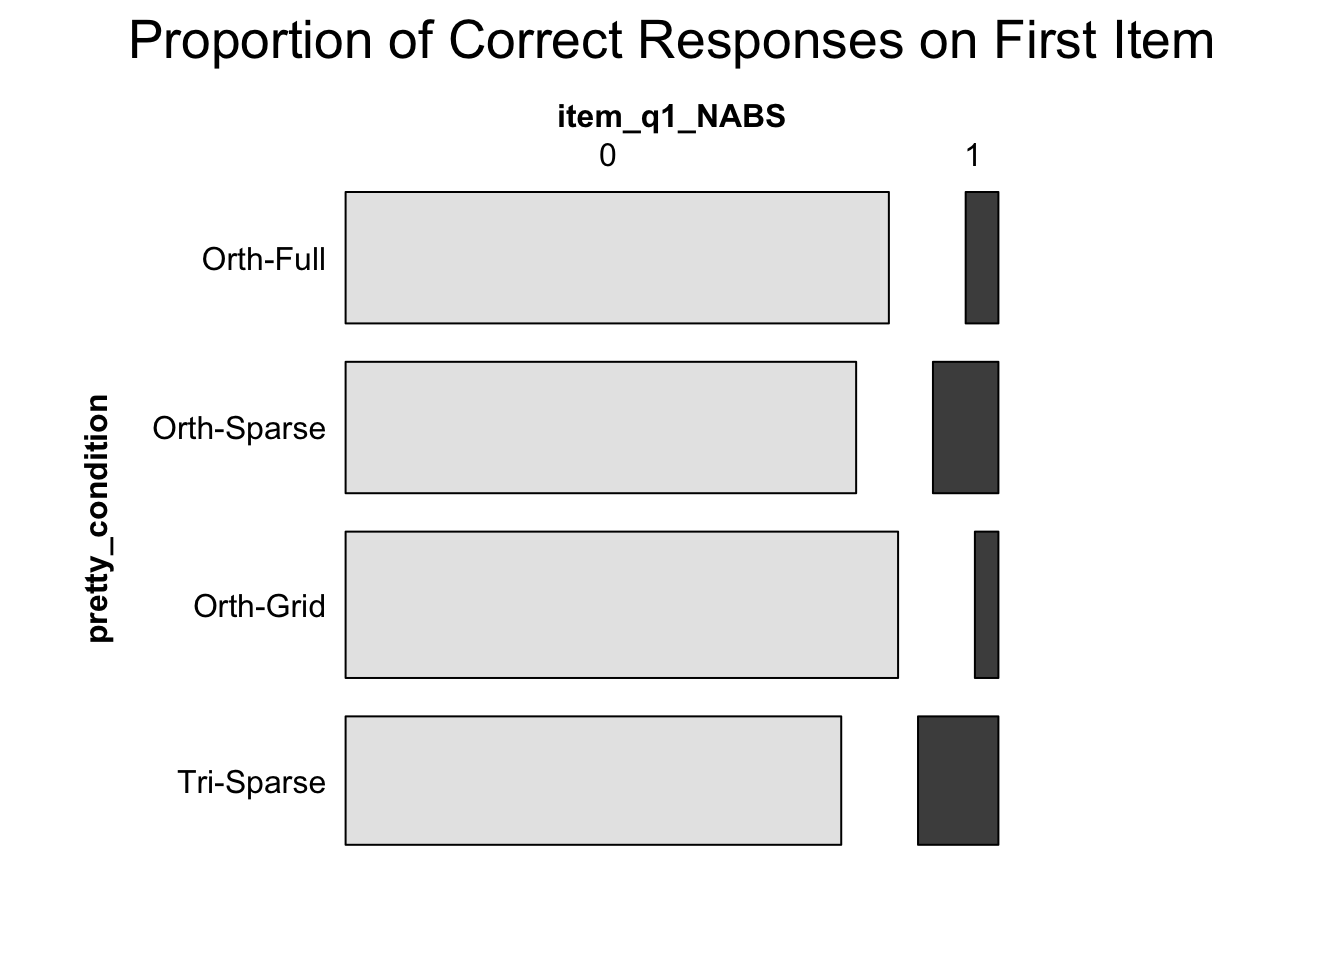 Proportion of Correct Responses on First Item
item_q1_NABS
0 1
Orth-Full
Orth-Sparse
Orth-Grid
Tri-Sparse
pretty_condition